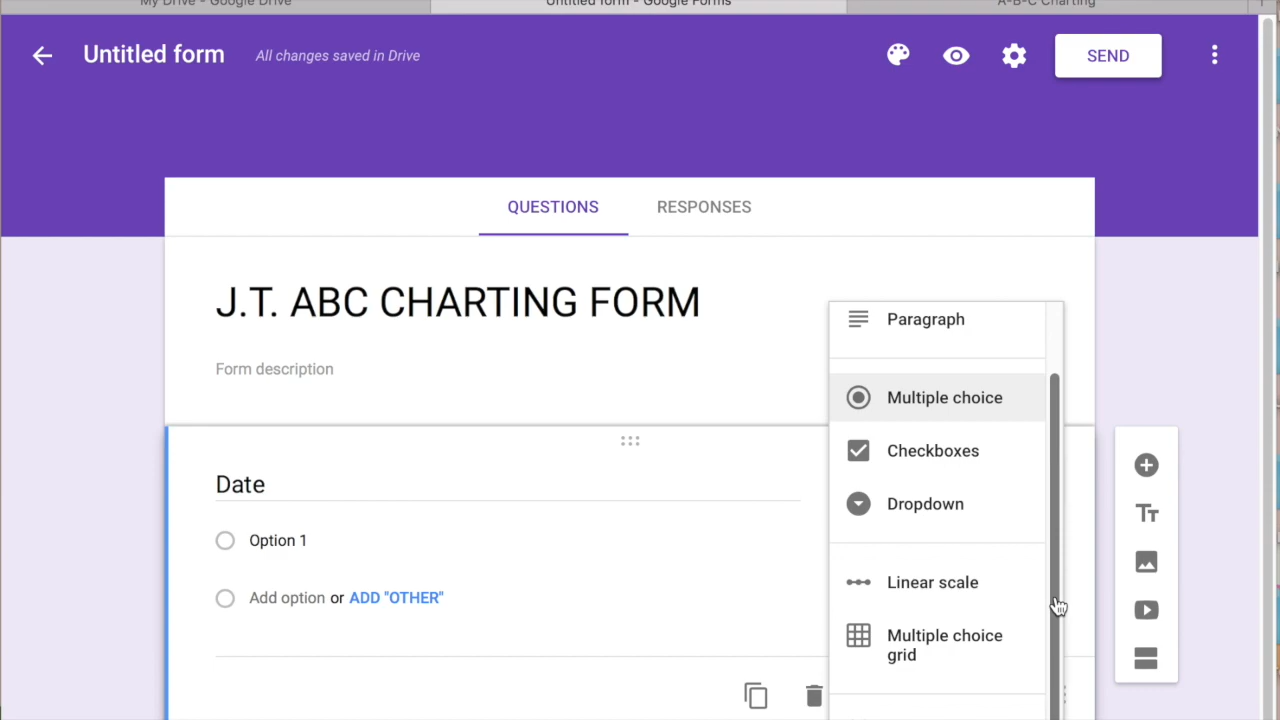 My Drive - Google Drive
Untitled form - Google Forms
A-B-C Charting
Untitled form
All changes saved in Drive
SEND
QUESTIONS
RESPONSES
J.T. ABC CHARTING FORM
Form description
Paragraph
Multiple choice
Checkboxes
Dropdown
Linear scale
Multiple choice
grid
Date
Option 1
Add option or ADD "OTHER"
Tт